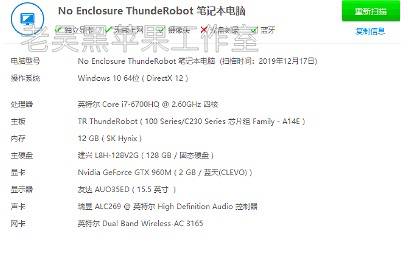 No Enclosure ThundeRobot 笔记本电脑
重新扫描
独立显卡 无线上网 摄像头 蓝牙
复制信息
老吴黑苹果工作室
电脑型号 No Enclosure ThundeRobot 笔记本电脑 (扫描时间：2019年12月17日)
操作系统 Windows 10 64位 ( DirectX 12 )
处理器 英特尔 Core i7-6700HQ @ 2.60GHz 四核
主板 TR ThundeRobot ( 100 Series/C230 Series 芯片组 Family - A14E )
内存 12 GB ( SK Hynix )
主硬盘 建兴 L8H-128V2G ( 128 GB / 固态硬盘 )
显卡 Nvidia GeForce GTX 960M ( 2 GB / 蓝天(CLEVO) )
显示器 友达 AUO35ED ( 15.5 英寸 )
声卡 瑞昱 ALC269 @ 英特尔 High Definition Audio 控制器
网卡 英特尔 Dual Band Wireless-AC 3165